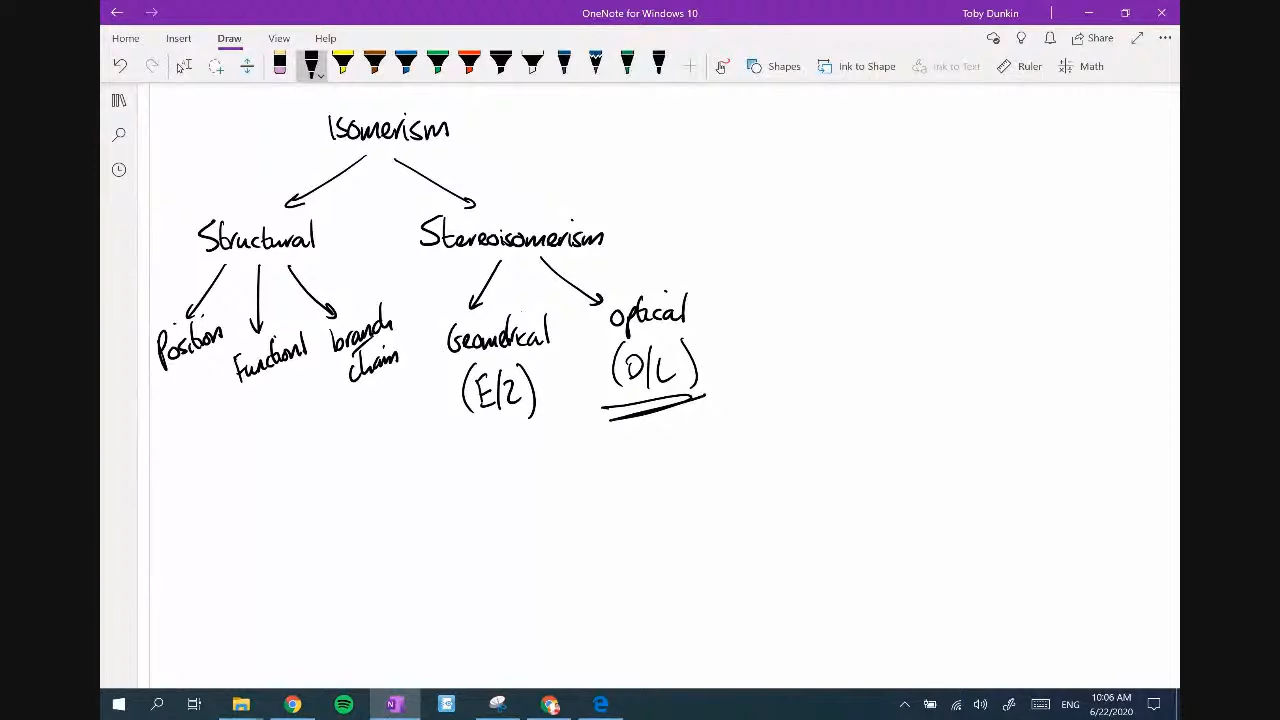 OneNote for Windows 10
Toby Dunkin
Home Insert Draw View Help
Share
Shapes Ink to Shape Ink to Text Ruler Math
Isomerism
Structural Stereoisomerism
Position Functionl branch chain
Geometrical (E/Z)
optical (D/L)
ENG
10:06 AM
6/22/2020